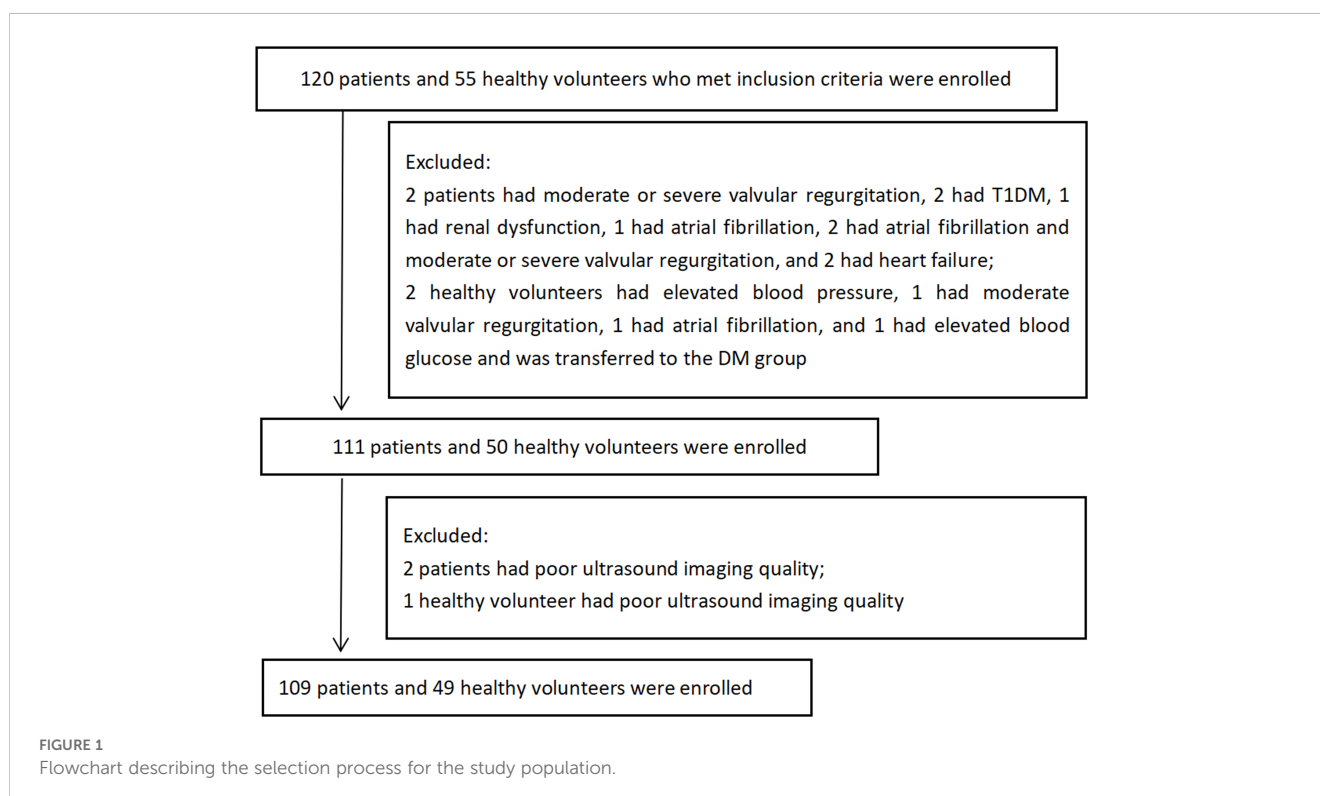 120 patients and 55 healthy volunteers who met inclusion criteria were enrolled
Excluded:
2 patients had moderate or severe valvular regurgitation, 2 had T1DM, 1
had renal dysfunction, 1 had atrial fibrillation, 2 had atrial fibrillation and
moderate or severe valvular regurgitation, and 2 had heart failure;
2 healthy volunteers had elevated blood pressure, 1 had moderate
valvular regurgitation, 1 had atrial fibrillation, and 1 had elevated blood
glucose and was transferred to the DM group
111 patients and 50 healthy volunteers were enrolled
Excluded:
2 patients had poor ultrasound imaging quality;
1 healthy volunteer had poor ultrasound imaging quality
109 patients and 49 healthy volunteers were enrolled
FIGURE 1
Flowchart describing the selection process for the study population.